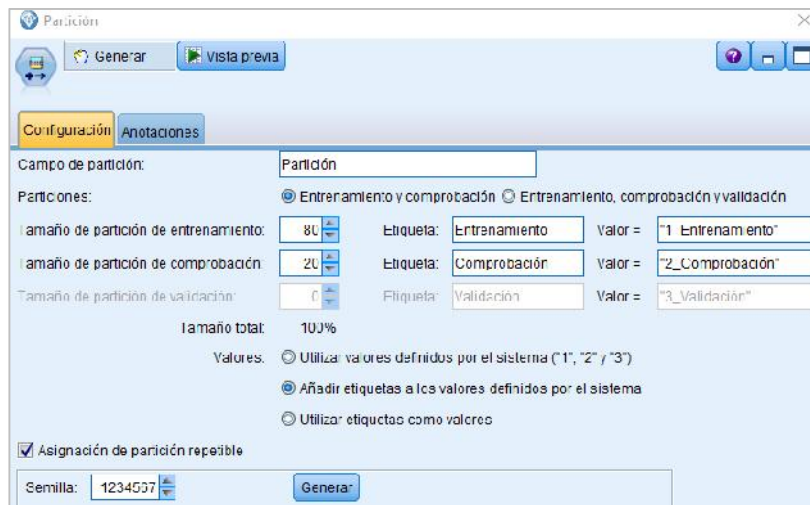 Partición
Generar Vista previa
Configuración Anotaciones
Campo de partición: Partición
Particiones: Entrenamiento y comprobación Entrenamiento, comprobación y validación
Tamaño de partición de entrenamiento: 80 Etiqueta: Entrenamiento Valor = "1_Entrenamiento"
Tamaño de partición de comprobación: 20 Etiqueta: Comprobación Valor = "2_Comprobación"
Tamaño de partición de validación: 0 Etiqueta: Validación Valor = "3_Validación"
Tamaño total: 100%
Valores: Utilizar valores definidos por el sistema ("1", "2" y "3")
Añadir etiquetas a los valores definidos por el sistema
Utilizar etiquetas como valores
Asignación de partición repetible
Semilla: 1234567 Generar